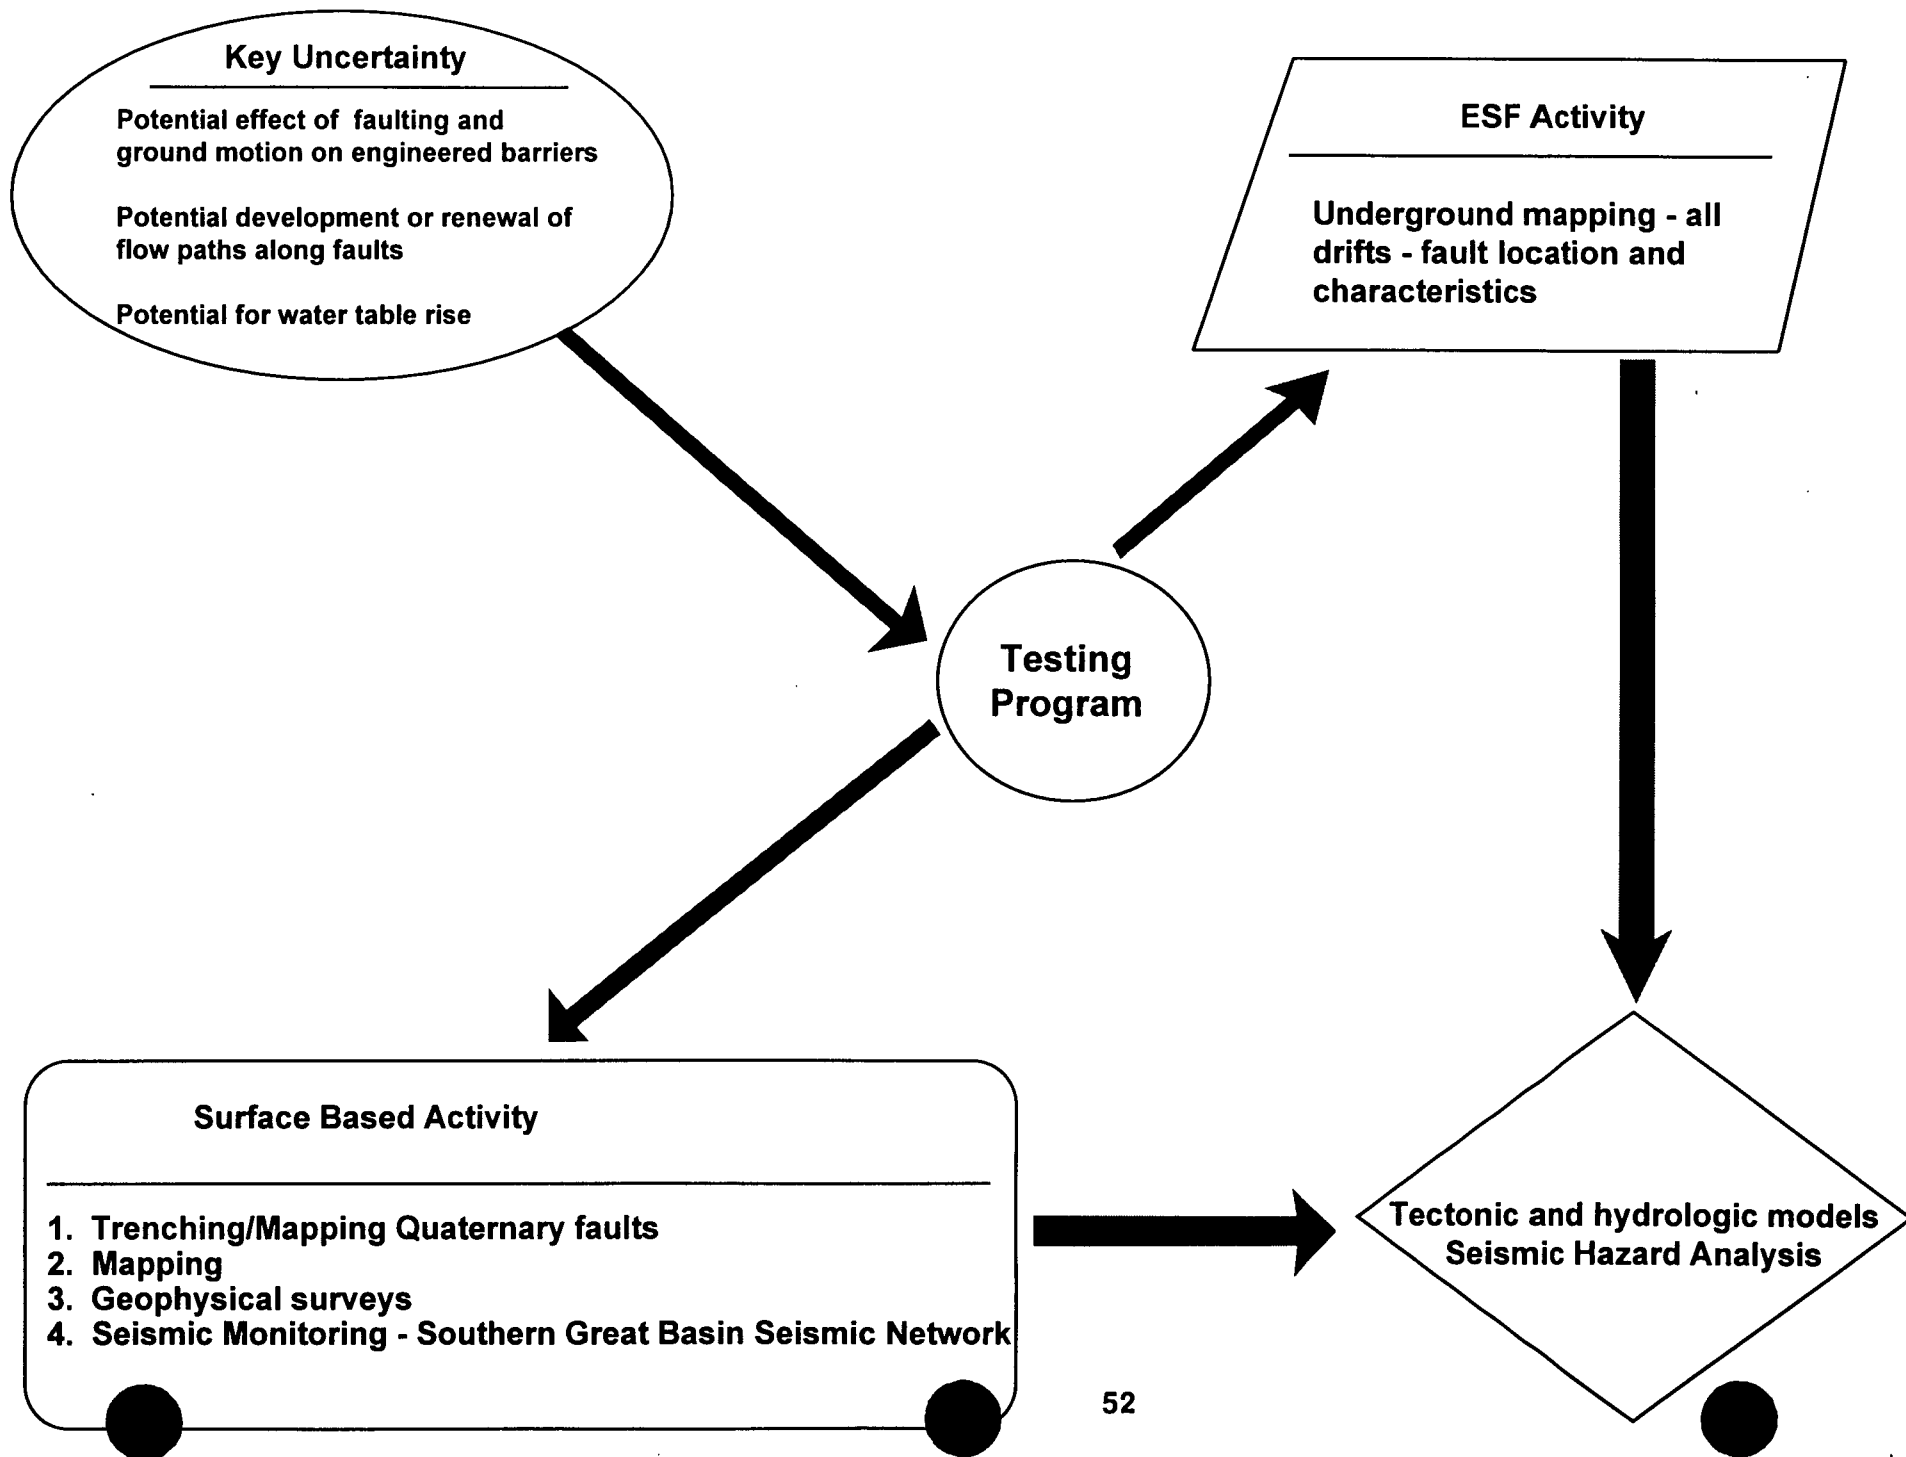 Key Uncertainty
Potential effect of faulting and
ground motion on engineered barriers
Potential development or renewal of
flow paths along faults
Potential for water table rise
ESF Activity
Underground mapping - all
drifts - fault location and
characteristics
Testing
Program
Surface Based Activity
1. Trenching/Mapping Quaternary faults
2. Mapping
3. Geophysical surveys
4. Seismic Monitoring - Southern Great Basin Seismic Network
Tectonic and hydrologic models
Seismic Hazard Analysis
52